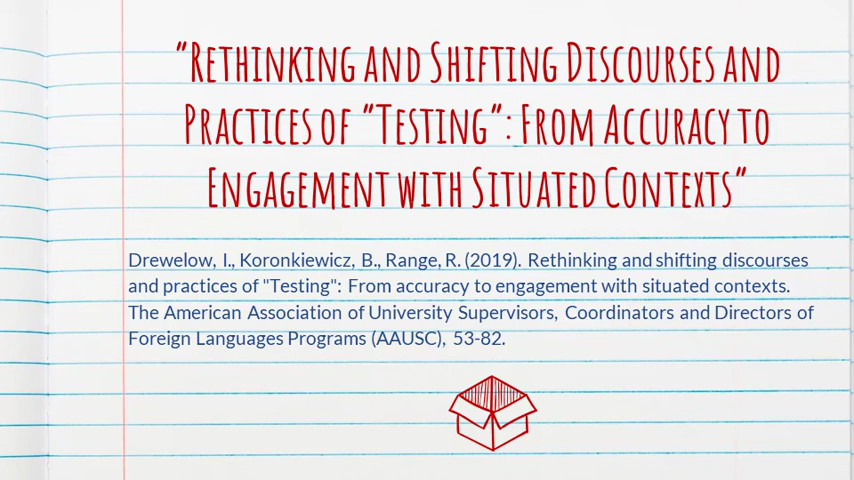 "Rethinking and Shifting Discourses and
Practices of "Testing": From Accuracy to
Engagement with Situated Contexts"
Drewelow, I., Koronkiewicz, B., Range, R. (2019). Rethinking and shifting discourses
and practices of "Testing": From accuracy to engagement with situated contexts.
The American Association of University Supervisors, Coordinators and Directors of
Foreign Languages Programs (AAUSC), 53-82.